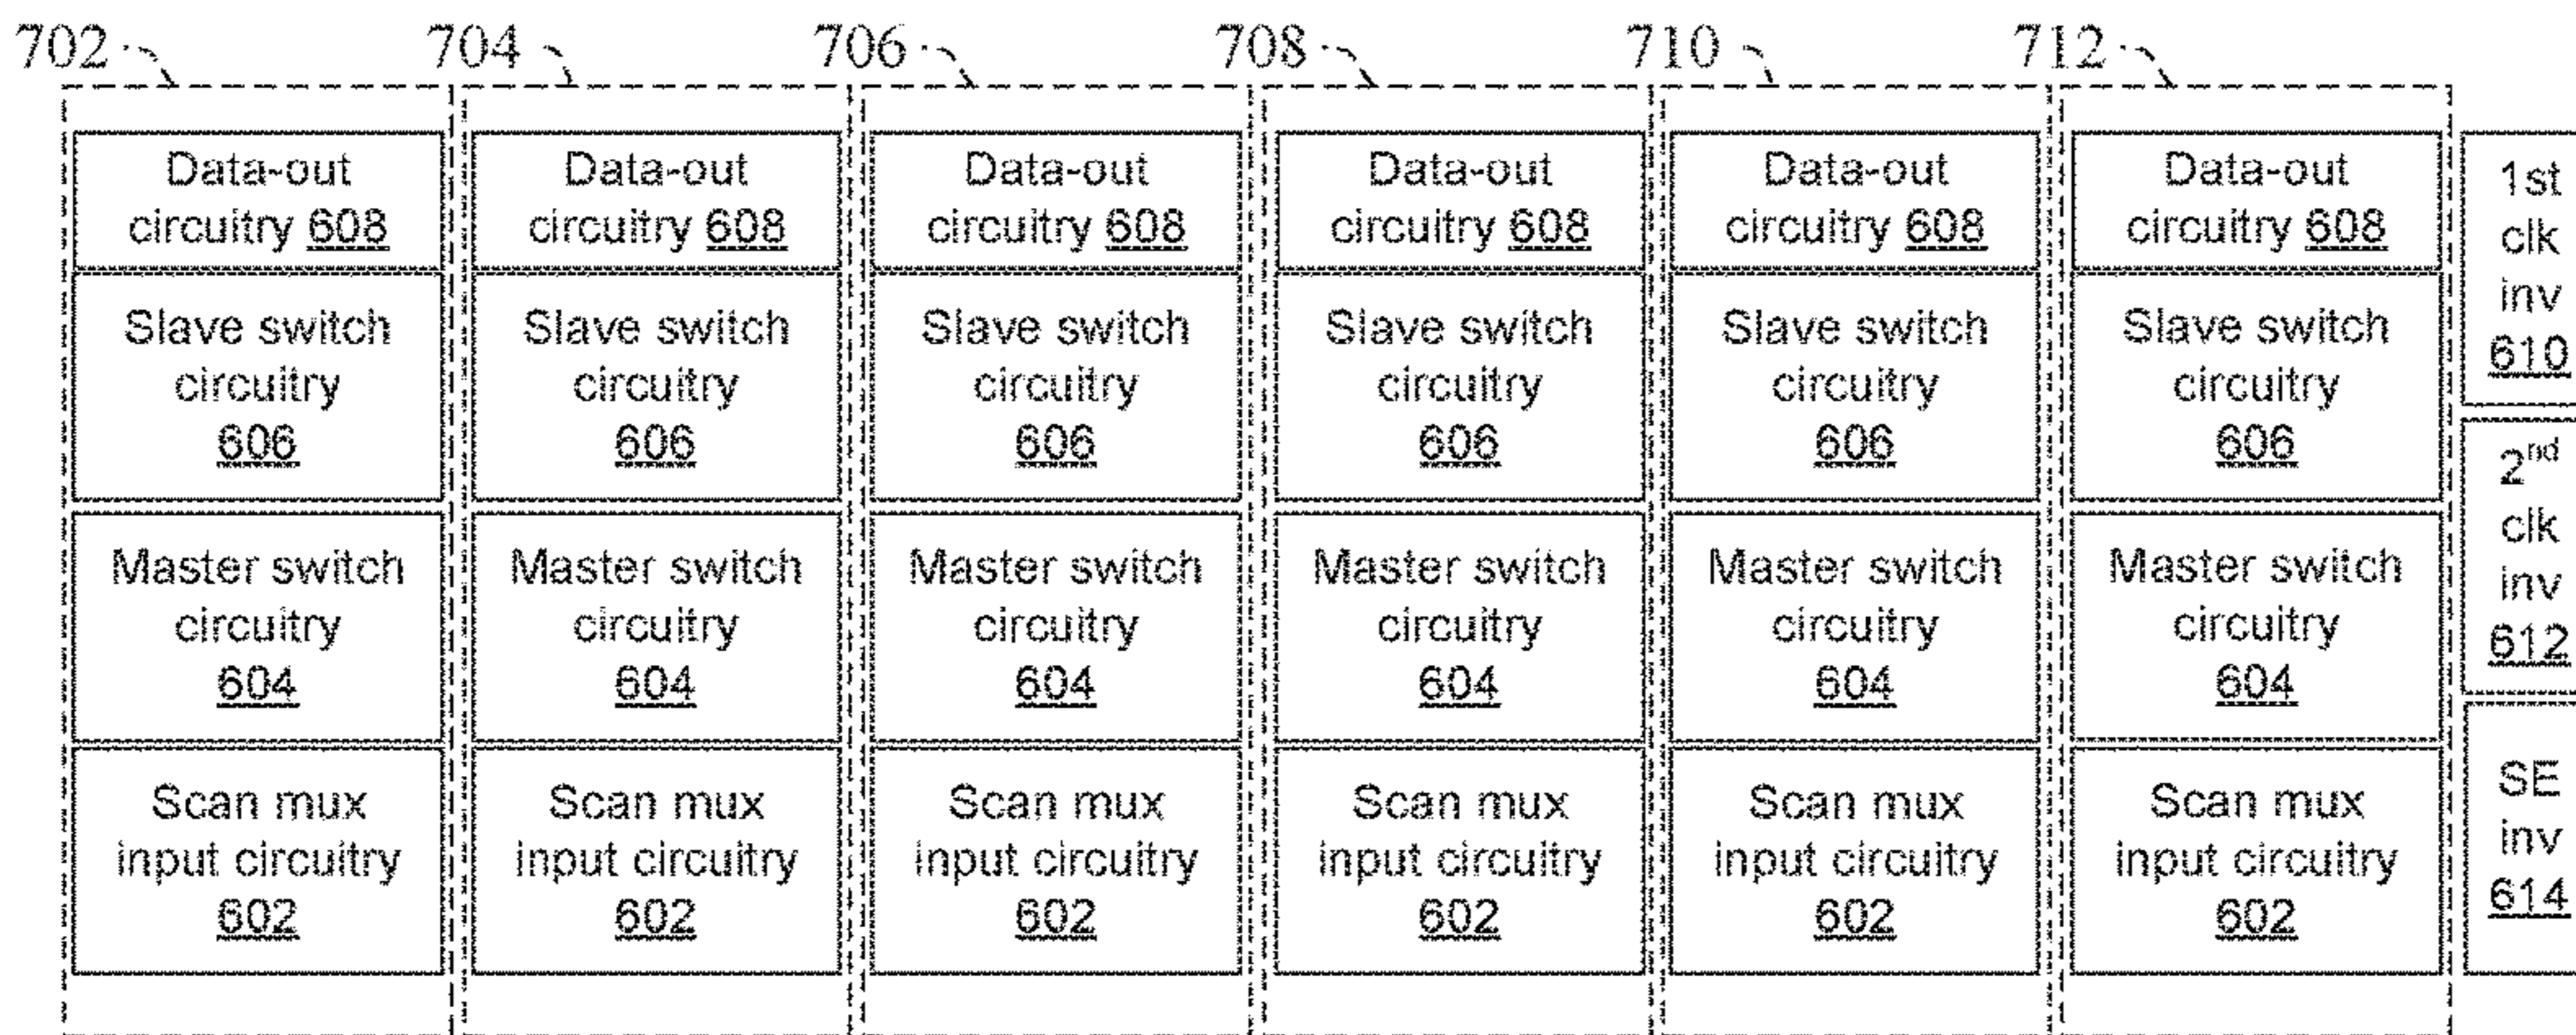 702 704 706 708 710 712
Data-out
circuitry 608
Slave switch
circuitry
606
Master switch
circuitry
604
Scan mux
input circuitry
602
Data-out
circuitry 608
Slave switch
circuitry
606
Master switch
circuitry
604
Scan mux
input circuitry
602
Data-out
circuitry 608
Slave switch
circuitry
606
Master switch
circuitry
604
Scan mux
input circuitry
602
Data-out
circuitry 608
Slave switch
circuitry
606
Master switch
circuitry
604
Scan mux
input circuitry
602
Data-out
circuitry 608
Slave switch
circuitry
606
Master switch
circuitry
604
Scan mux
input circuitry
602
Data-out
circuitry 608
Slave switch
circuitry
606
Master switch
circuitry
604
Scan mux
input circuitry
602
1st
clk
inv
610
2nd
clk
inv
612
SE
inv
614